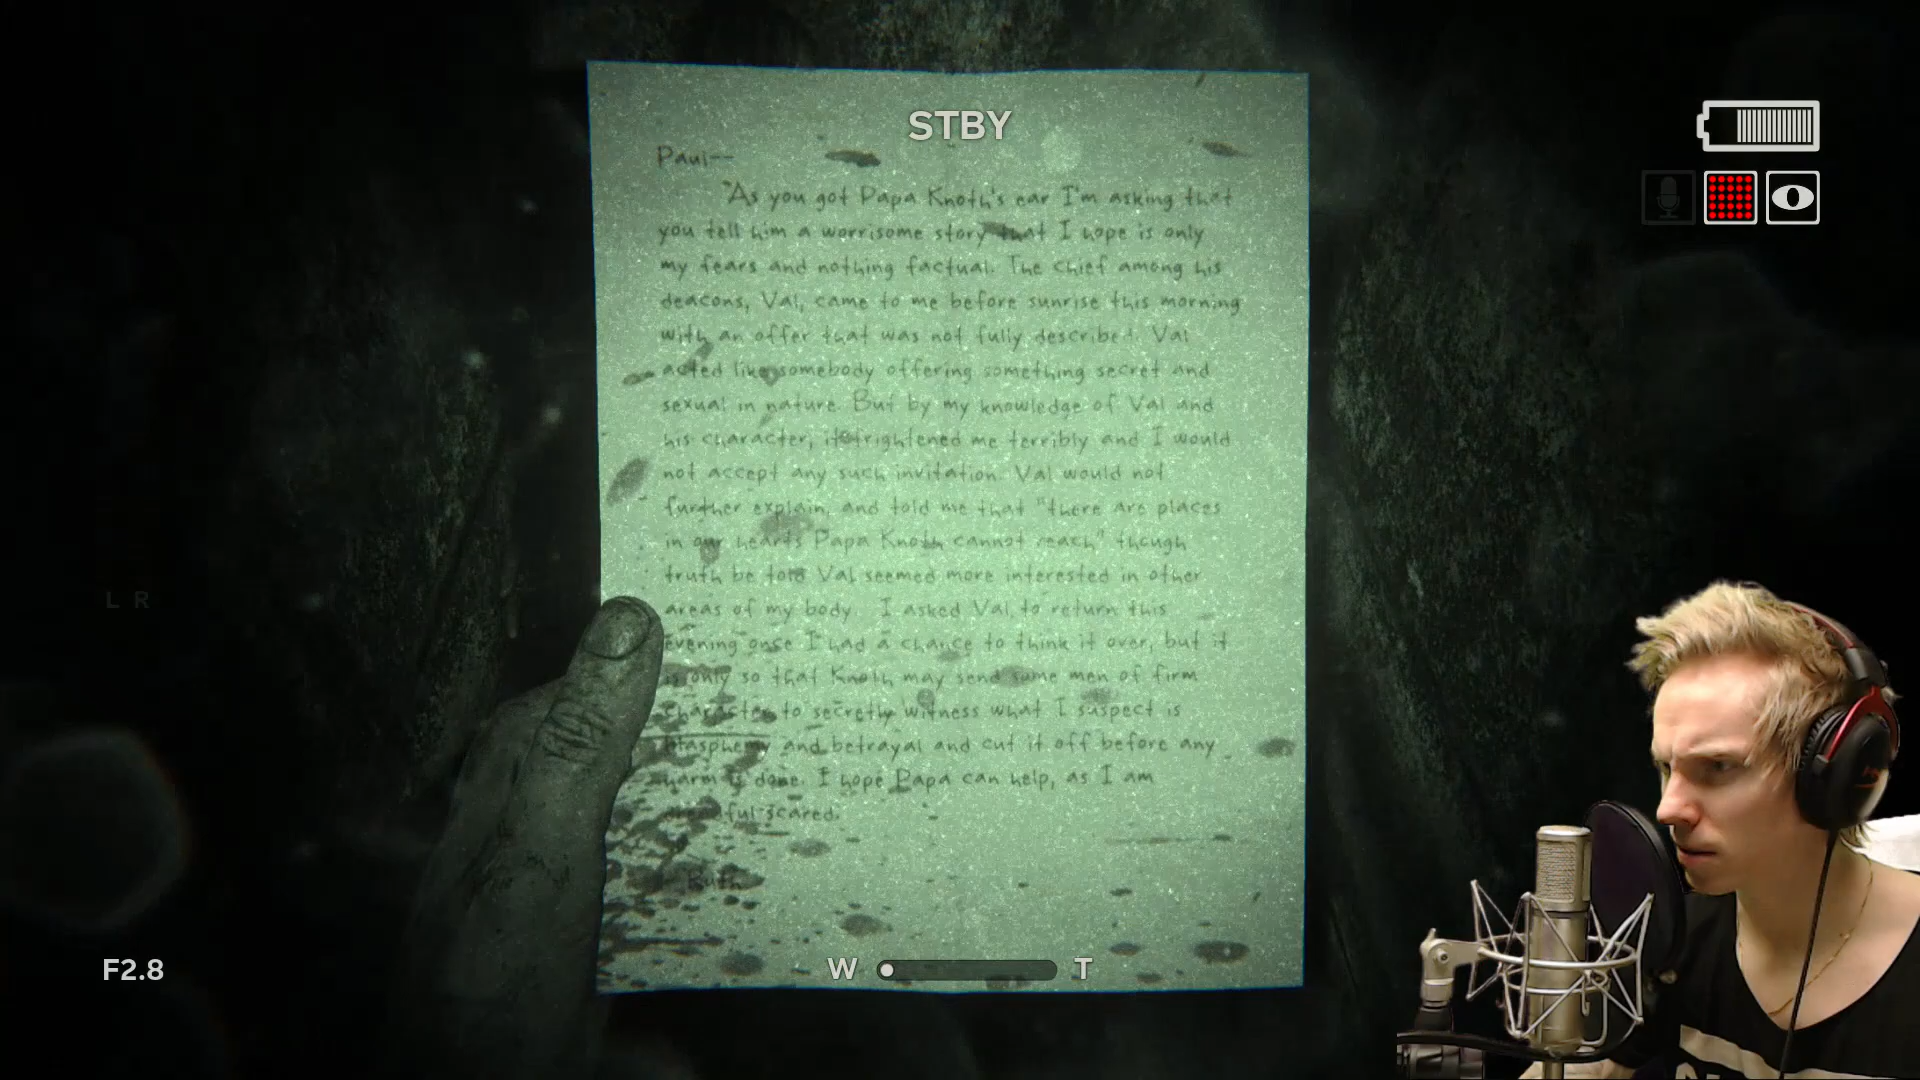 STBY
Paul--
"As you got Papa Knoth's ear I'm asking that
you tell him a worrisome story that I hope is only
my fears and nothing factual. The chief among his
deacons, Val, came to me before sunrise this morning
with an offer that was not fully described. Val
acted like somebody offering something secret and
sexual in nature. But by my knowledge of Val and
his character, it frightened me terribly and I would
not accept any such invitation. Val would not
further explain, and told me that "there are places
in our hearts Papa Knoth cannot reach" though
truth be told Val seemed more interested in other
areas of my body. I asked Val to return this
evening once I had a chance to think it over, but it
is only so that Knoth may send some men of firm
character to secretly witness what I suspect is
blasphemy and betrayal and cut it off before any
harm is done. I hope Papa can help, as I am
scared.
Ruth
L R
F2.8
W T